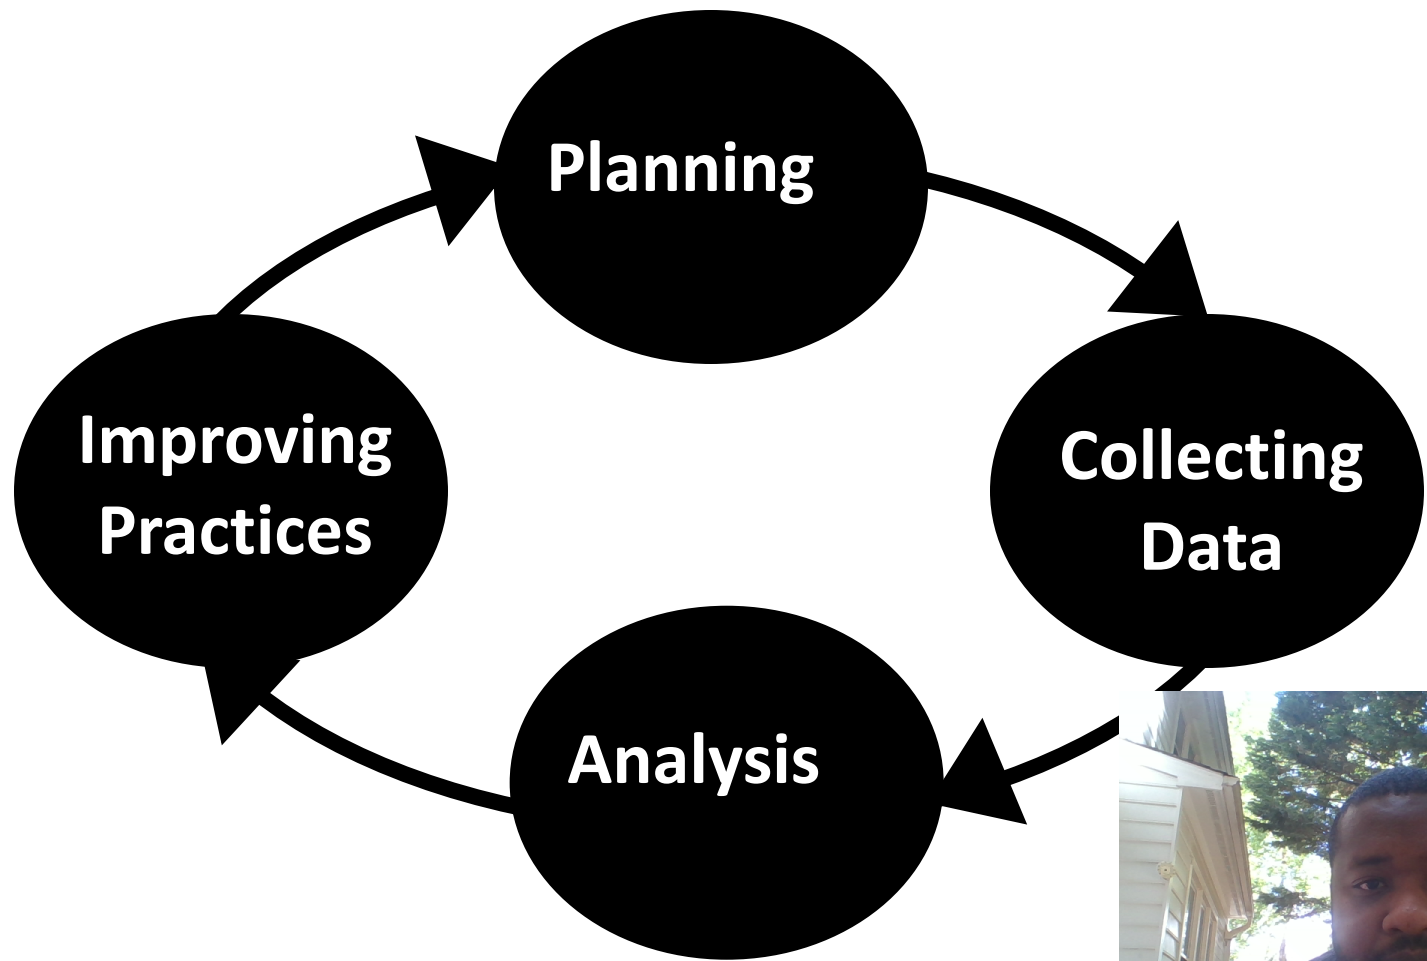 Planning
Collecting
Data
Analysis
Improving
Practices